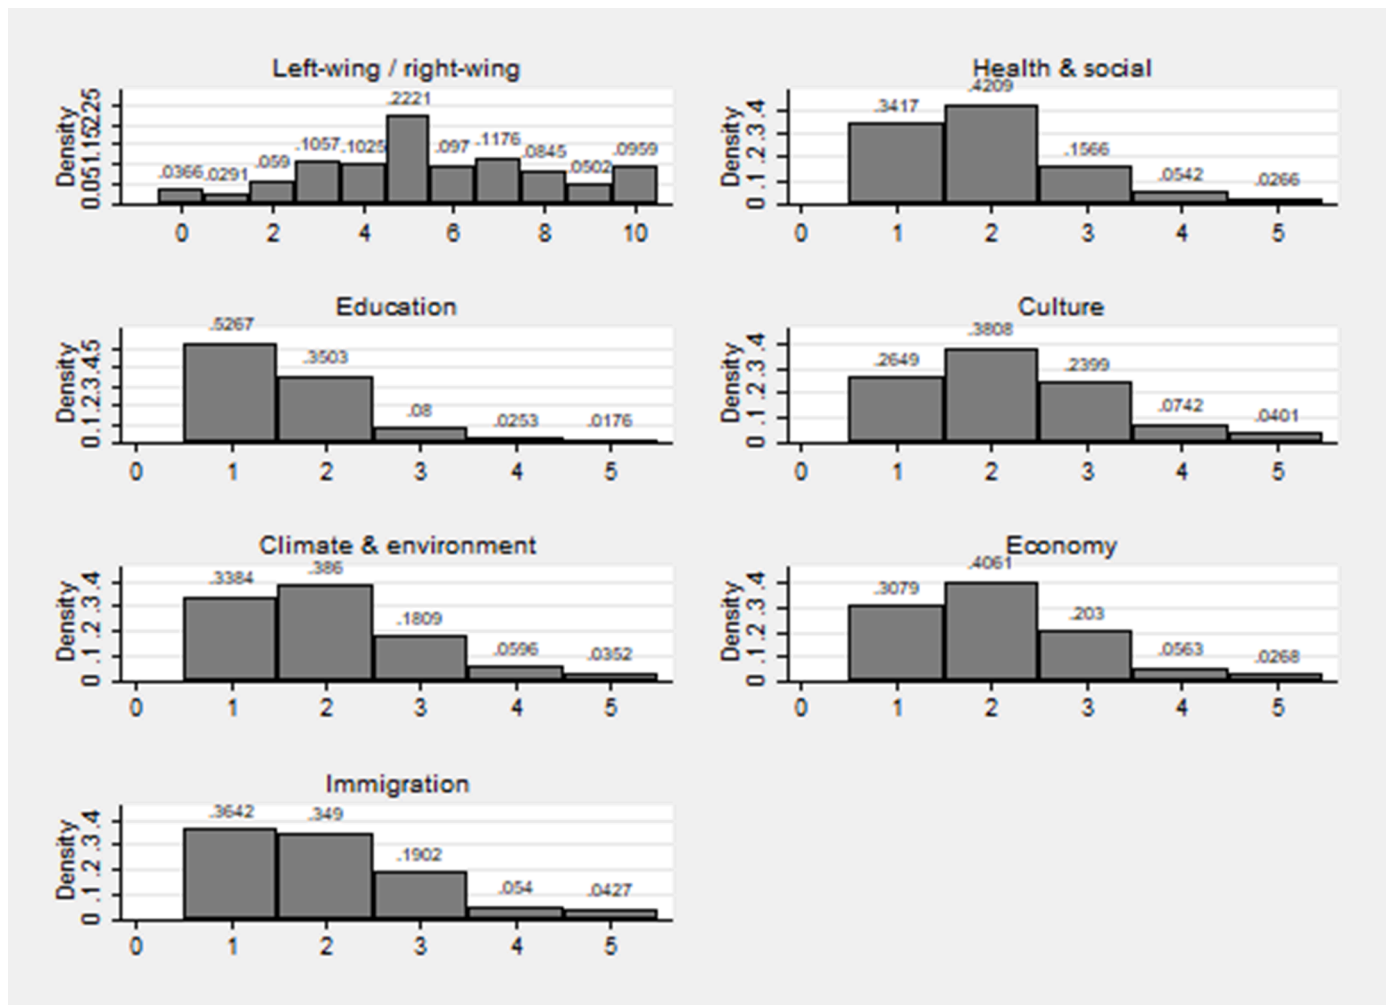 Left-wing / right-wing
Density
0 .05 .1 .15 .2 .25
.0366 .0291 .059 .1057 .1025 .2221 .097 .1176 .0845 .0502 .0959
0 2 4 6 8 10
Health & social
Density
0 .1 .2 .3 .4
.3417 .4209 .1566 .0542 .0266
0 1 2 3 4 5
Education
Density
0 .1 .2 .3 .4 .5
.5267 .3503 .08 .0253 .0176
0 1 2 3 4 5
Culture
Density
0 .1 .2 .3 .4
.2649 .3808 .2399 .0742 .0401
0 1 2 3 4 5
Climate & environment
Density
0 .1 .2 .3 .4
.3384 .386 .1809 .0596 .0352
0 1 2 3 4 5
Economy
Density
0 .1 .2 .3 .4
.3079 .4061 .203 .0563 .0268
0 1 2 3 4 5
Immigration
Density
0 .1 .2 .3 .4
.3642 .349 .1902 .054 .0427
0 1 2 3 4 5